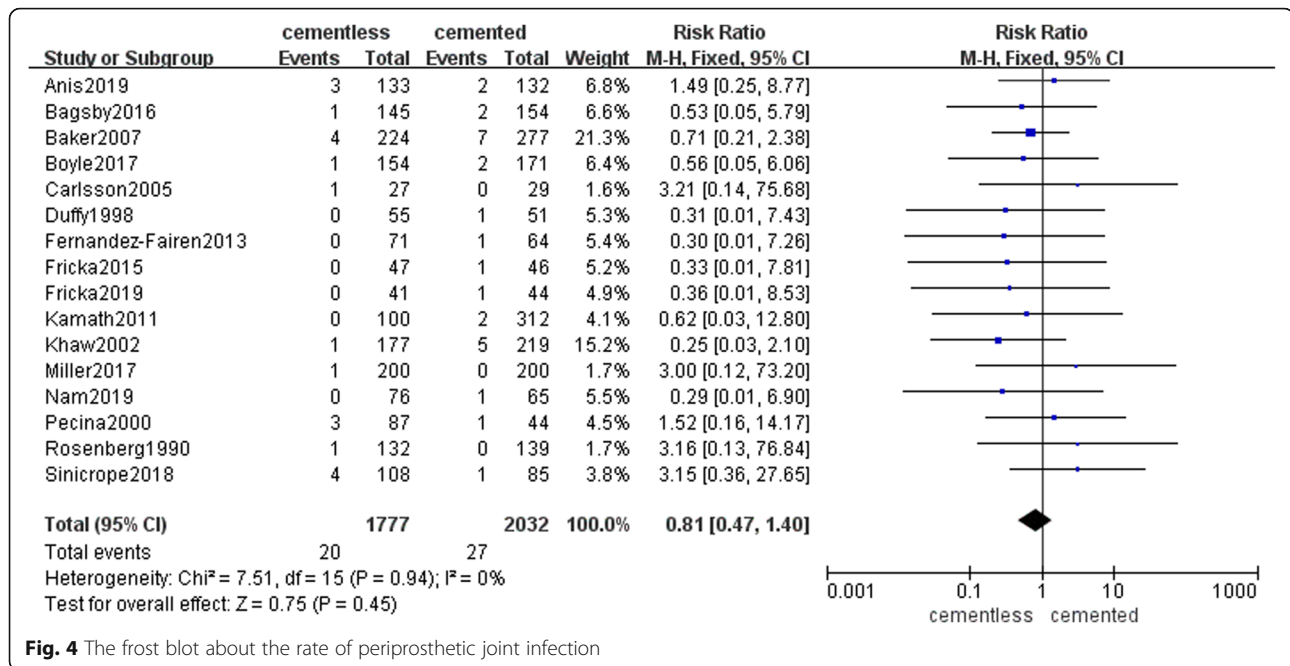 cementless cemented Risk Ratio Risk Ratio
Study or Subgroup Events Total Events Total Weight M-H, Fixed, 95% CI M-H, Fixed, 95% CI
Anis2019 3 133 2 132 6.8% 1.49 [0.25, 8.77]
Bagsby2016 1 145 2 154 6.6% 0.53 [0.05, 5.79]
Baker2007 4 224 7 277 21.3% 0.71 [0.21, 2.38]
Boyle2017 1 154 2 171 6.4% 0.56 [0.05, 6.06]
Carlsson2005 1 27 0 29 1.6% 3.21 [0.14, 75.68]
Duffy1998 0 55 1 51 5.3% 0.31 [0.01, 7.43]
Fernandez-Fairen2013 0 71 1 64 5.4% 0.30 [0.01, 7.26]
Fricka2015 0 47 1 46 5.2% 0.33 [0.01, 7.81]
Fricka2019 0 41 1 44 4.9% 0.36 [0.01, 8.53]
Kamath2011 0 100 2 312 4.1% 0.62 [0.03, 12.80]
Khaw2002 1 177 5 219 15.2% 0.25 [0.03, 2.10]
Miller2017 1 200 0 200 1.7% 3.00 [0.12, 73.20]
Nam2019 0 76 1 65 5.5% 0.29 [0.01, 6.90]
Pecina2000 3 87 1 44 4.5% 1.52 [0.16, 14.17]
Rosenberg1990 1 132 0 139 1.7% 3.16 [0.13, 76.84]
Sinicrope2018 4 108 1 85 3.8% 3.15 [0.36, 27.65]
Total (95% CI) 1777 2032 100.0% 0.81 [0.47, 1.40]
Total events 20 27
Heterogeneity: Chi² = 7.51, df = 15 (P = 0.94); I² = 0%
Test for overall effect: Z = 0.75 (P = 0.45)
0.001 0.1 1 10 1000
cementless cemented
Fig. 4 The frost blot about the rate of periprosthetic joint infection